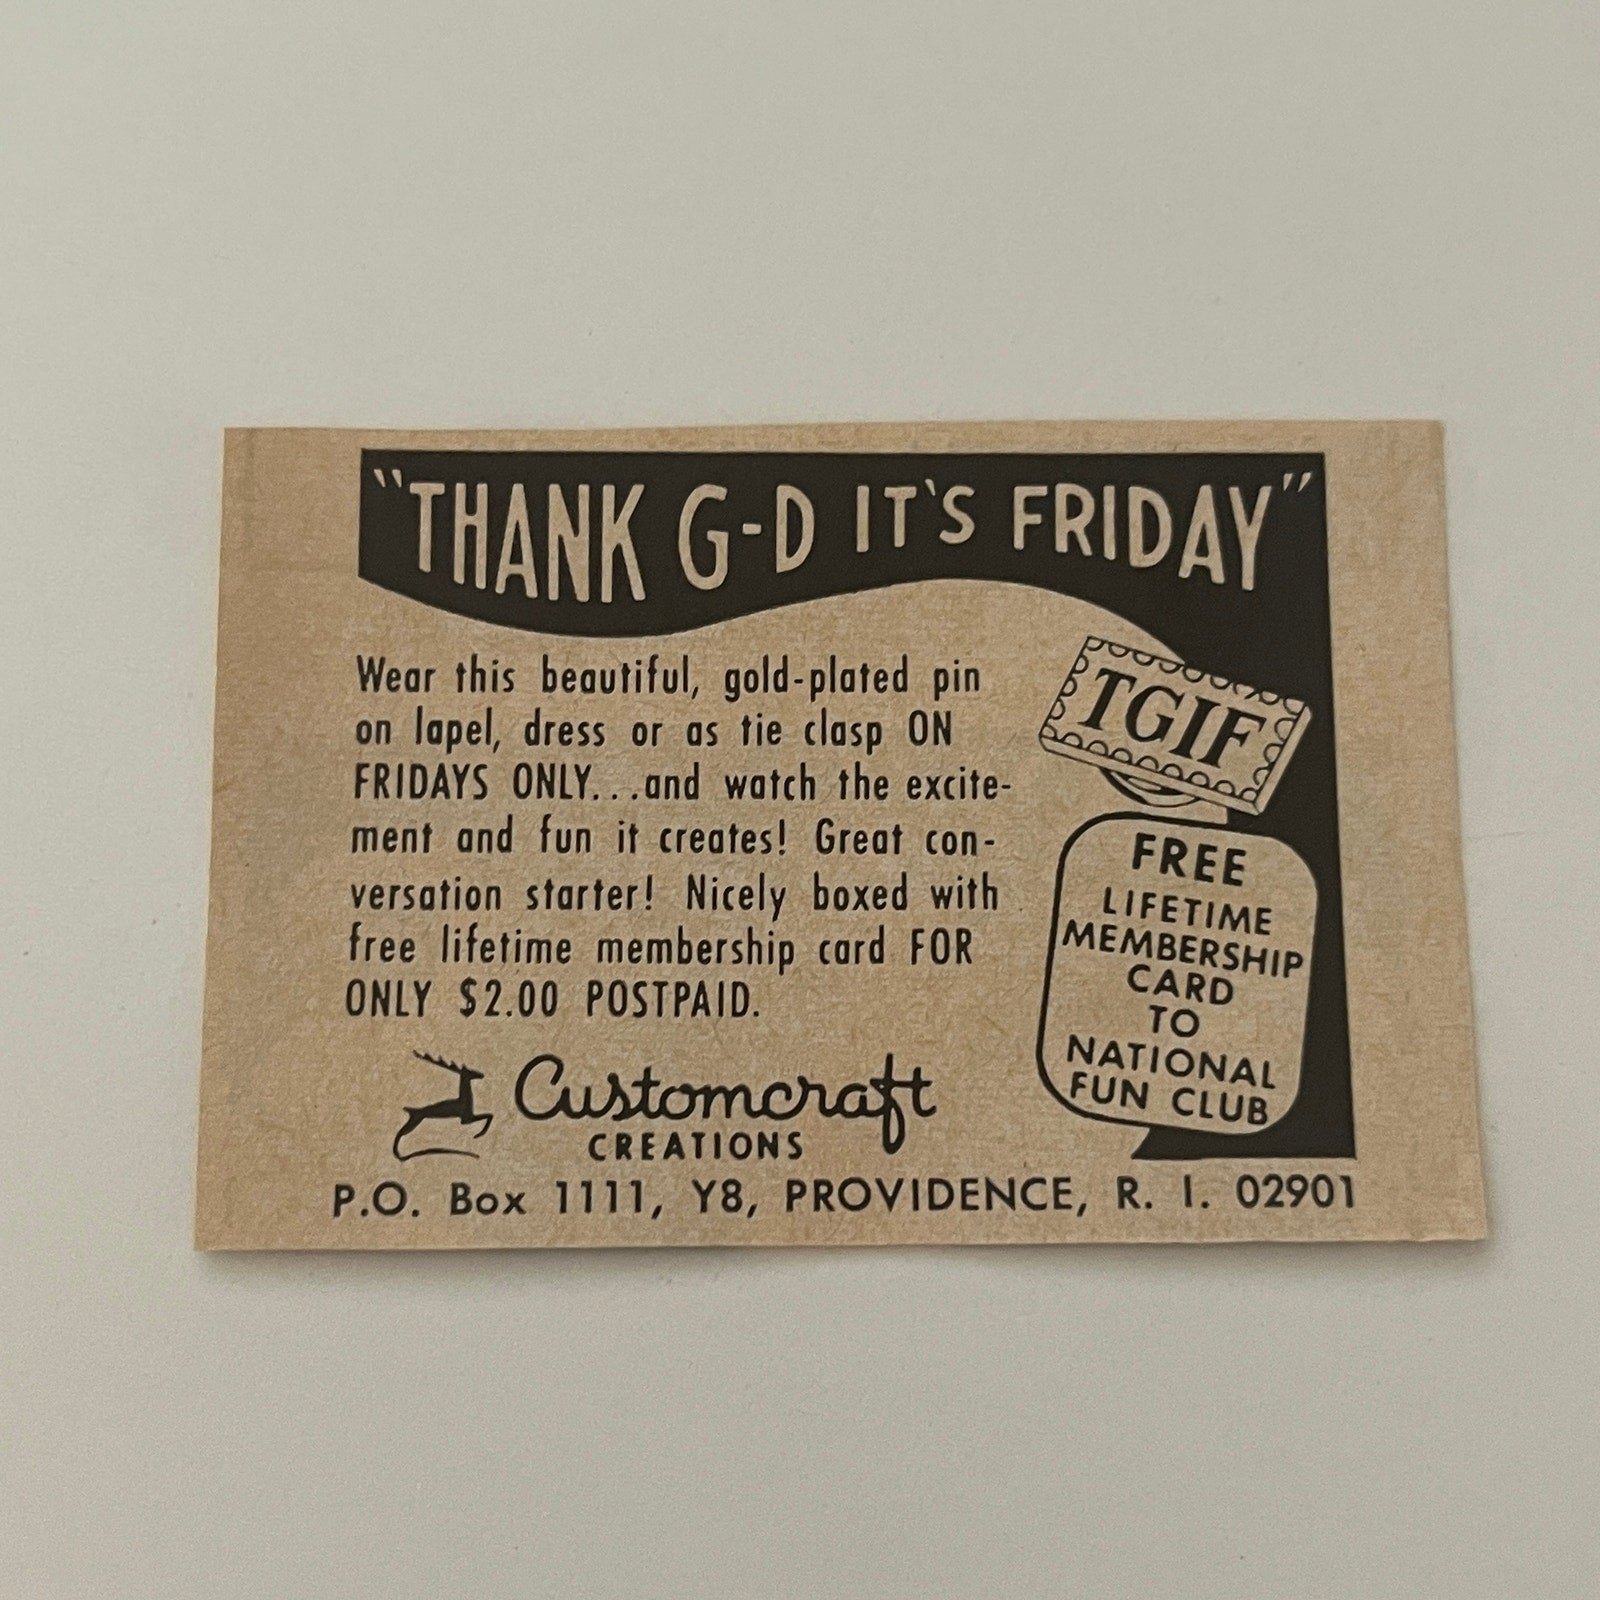 "THANK G-D IT'S FRIDAY"
Wear this beautiful, gold-plated pin
on lapel, dress or as tie clasp ON
FRIDAYS ONLY...and watch the excite-
ment and fun it creates! Great con-
versation starter! Nicely boxed with
free lifetime membership card FOR
ONLY $2.00 POSTPAID.
TGIF
FREE
LIFETIME
MEMBERSHIP
CARD
TO
NATIONAL
FUN CLUB
Customcraft
CREATIONS
P.O. Box 1111, Y8, PROVIDENCE, R. I. 02901